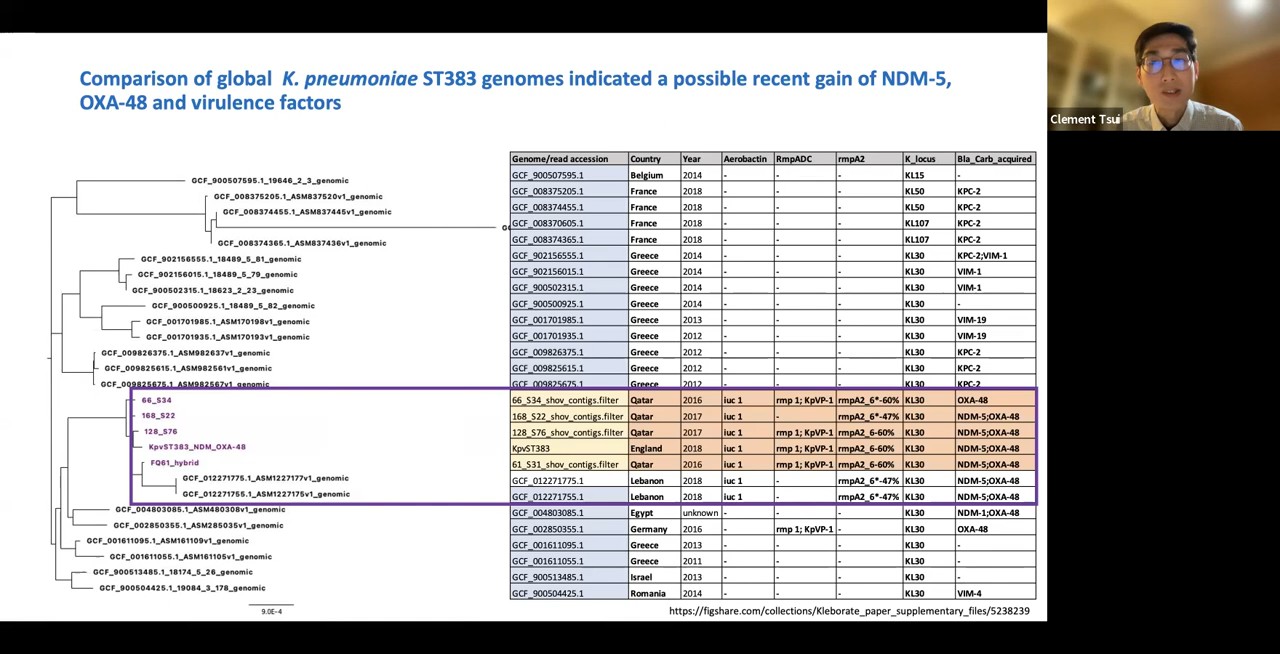 Comparison of global K. pneumoniae ST383 genomes indicated a possible recent gain of NDM-5,
OXA-48 and virulence factors
Clement Tsui
GCF_900507595.1_19646_2_3_genomic
GCF_008375205.1_ASM837520v1_genomic
GCF_008374455.1_ASM837445v1_genomic
GCF_008374365.1_ASM837436v1_genomic
GCF_902156555.1_18489_5_81_genomic
GCF_902156015.1_18489_5_79_genomic
GCF_900502315.1_18623_2_23_genomic
GCF_900500925.1_18489_5_82_genomic
GCF_001701985.1_ASM170198v1_genomic
GCF_001701935.1_ASM170193v1_genomic
GCF_009826375.1_ASM982637v1_genomic
GCF_009825615.1_ASM982561v1_genomic
GCF_009825675.1_ASM982567v1_genomic
66_S34
168_S22
128_S76
KpvST383_NDM_OXA-48
FQ61_hybrid
GCF_012271775.1_ASM1227177v1_genomic
GCF_012271755.1_ASM1227175v1_genomic
GCF_004803085.1_ASM480308v1_genomic
GCF_002850355.1_ASM285035v1_genomic
GCF_001611095.1_ASM161109v1_genomic
GCF_001611055.1_ASM161105v1_genomic
GCF_900513485.1_18174_5_26_genomic
GCF_900504425.1_19084_3_178_genomic
9.0E-4
Genome/read accession Country Year Aerobactin RmpADC rmpA2 K_locus Bla_Carb_acquired
GCF_900507595.1 Belgium 2014 - - - KL15 -
GCF_008375205.1 France 2018 - - - KL50 KPC-2
GCF_008374455.1 France 2018 - - - KL50 KPC-2
GCF_008370605.1 France 2018 - - - KL107 KPC-2
GCF_008374365.1 France 2018 - - - KL107 KPC-2
GCF_902156555.1 Greece 2014 - - - KL30 KPC-2;VIM-1
GCF_902156015.1 Greece 2014 - - - KL30 VIM-1
GCF_900502315.1 Greece 2014 - - - KL30 VIM-1
GCF_900500925.1 Greece 2014 - - - KL30 -
GCF_001701985.1 Greece 2013 - - - KL30 VIM-19
GCF_001701935.1 Greece 2012 - - - KL30 VIM-19
GCF_009826375.1 Greece 2012 - - - KL30 KPC-2
GCF_009825615.1 Greece 2012 - - - KL30 KPC-2
GCF_009825675.1 Greece 2012 - - - KL30 KPC-2
66_S34_shov_contigs.filter Qatar 2016 iuc 1 rmp 1; KpVP-1 rmpA2_6*-60% KL30 OXA-48
168_S22_shov_contigs.filter Qatar 2017 iuc 1 - rmpA2_6*-47% KL30 NDM-5;OXA-48
128_S76_shov_contigs.filter Qatar 2017 iuc 1 rmp 1; KpVP-1 rmpA2_6-60% KL30 NDM-5;OXA-48
KpvST383 England 2018 iuc 1 rmp 1; KpVP-1 rmpA2_6-60% KL30 NDM-5;OXA-48
61_S31_shov_contigs.filter Qatar 2016 iuc 1 rmp 1; KpVP-1 rmpA2_6-60% KL30 NDM-5;OXA-48
GCF_012271775.1 Lebanon 2018 iuc 1 - rmpA2_6*-47% KL30 NDM-5;OXA-48
GCF_012271755.1 Lebanon 2018 iuc 1 - rmpA2_6*-47% KL30 NDM-5;OXA-48
GCF_004803085.1 Egypt unknown - - - KL30 NDM-1;OXA-48
GCF_002850355.1 Germany 2016 - rmp 1; KpVP-1 - KL30 OXA-48
GCF_001611095.1 Greece 2013 - - - KL30 -
GCF_001611055.1 Greece 2011 - - - KL30 -
GCF_900513485.1 Israel 2013 - - - KL30 -
GCF_900504425.1 Romania 2014 - - - KL30 VIM-4
https://figshare.com/collections/Kleborate_paper_supplementary_files/5238239